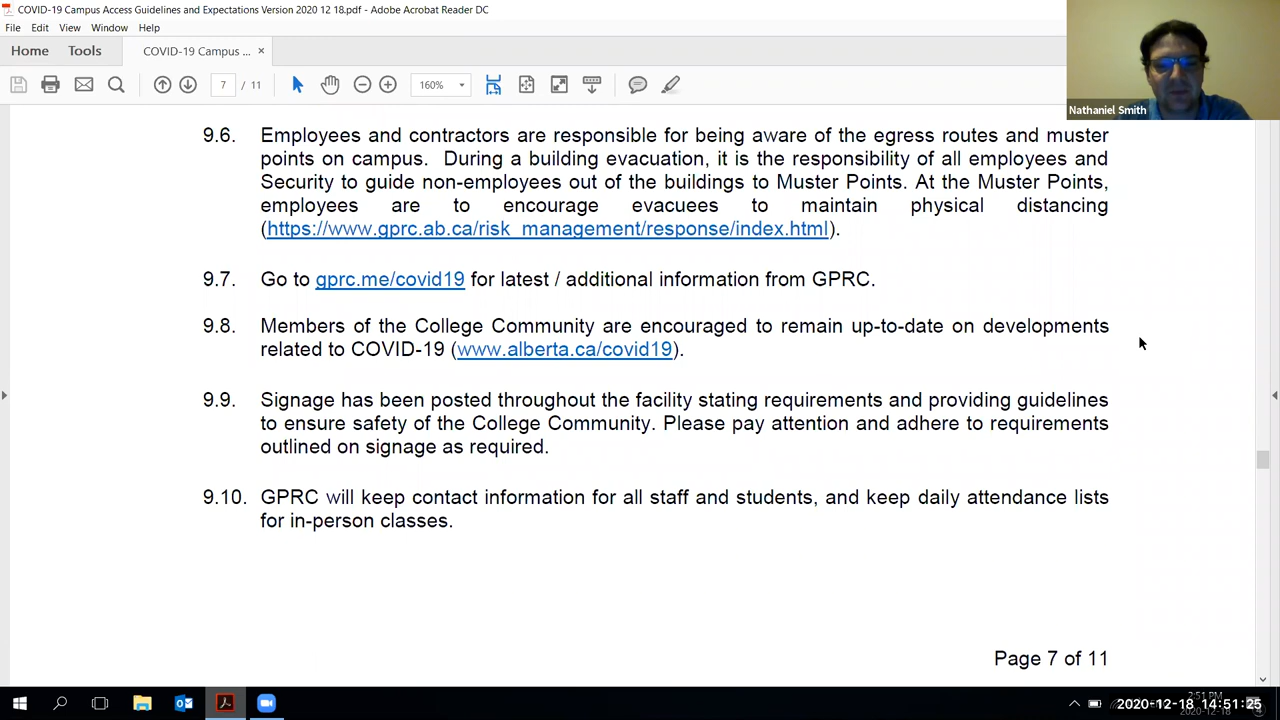 COVID-19 Campus Access Guidelines and Expectations Version 2020 12 18.pdf - Adobe Acrobat Reader DC
File Edit View Window Help
Home Tools COVID-19 Campus ... ×
7 / 11 160%
Nathaniel Smith
9.6. Employees and contractors are responsible for being aware of the egress routes and muster
points on campus. During a building evacuation, it is the responsibility of all employees and
Security to guide non-employees out of the buildings to Muster Points. At the Muster Points,
employees are to encourage evacuees to maintain physical distancing
(https://www.gprc.ab.ca/risk_management/response/index.html).
9.7. Go to gprc.me/covid19 for latest / additional information from GPRC.
9.8. Members of the College Community are encouraged to remain up-to-date on developments
related to COVID-19 (www.alberta.ca/covid19).
9.9. Signage has been posted throughout the facility stating requirements and providing guidelines
to ensure safety of the College Community. Please pay attention and adhere to requirements
outlined on signage as required.
9.10. GPRC will keep contact information for all staff and students, and keep daily attendance lists
for in-person classes.
Page 7 of 11
2:51 PM
2020-12-18 14:51:25
2020-12-18